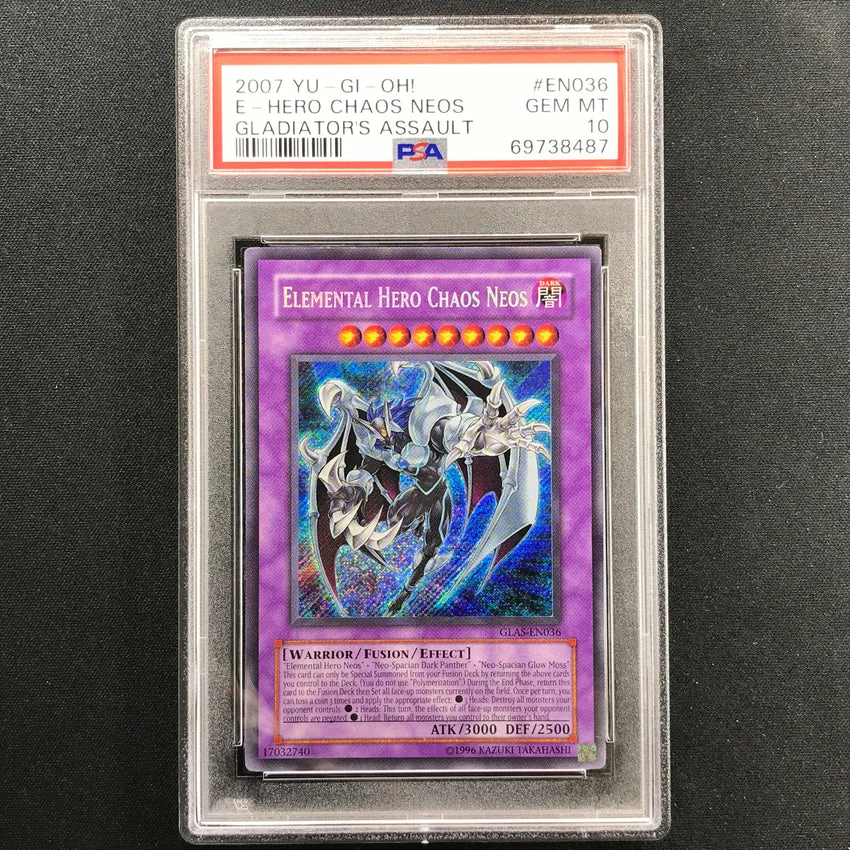 2007 YU-GI-OH! #EN036
E-HERO CHAOS NEOS GEM MT
GLADIATOR'S ASSAULT 10
PSA 69738487
ELEMENTAL HERO CHAOS NEOS DARK 闇
GLAS-EN036
[WARRIOR/FUSION/EFFECT]
"Elemental Hero Neos" + "Neo-Spacian Dark Panther" + "Neo-Spacian Glow Moss"
This card can only be Special Summoned from your Fusion Deck by returning the above cards
you control to the Deck. (You do not use "Polymerization".) During the End Phase, return this
card to the Fusion Deck then Set all face-up monsters currently on the field. Once per turn, you
can toss a coin 3 times and apply the appropriate effect: ● 3 Heads: Destroy all monsters your
opponent controls. ● 2 Heads: This turn, the effects of all face-up monsters your opponent
controls are negated. ● 1 Head: Return all monsters you control to their owner's hand.
ATK/3000 DEF/2500
17032740 ©1996 KAZUKI TAKAHASHI